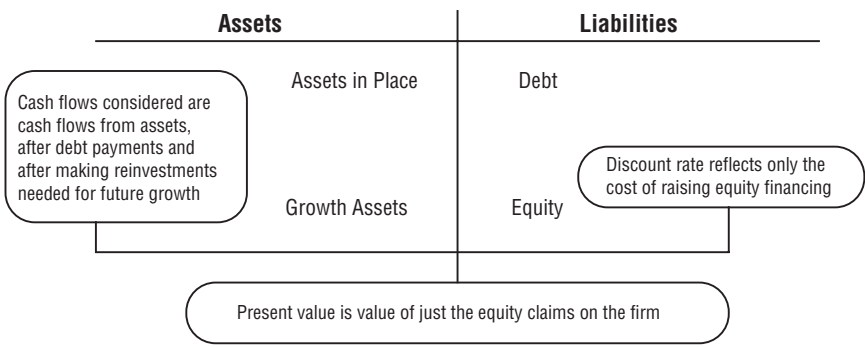 Assets
Liabilities
Assets in Place
Debt
Cash flows considered are
cash flows from assets,
after debt payments and
after making reinvestments
needed for future growth
Discount rate reflects only the
cost of raising equity financing
Growth Assets
Equity
Present value is value of just the equity claims on the firm